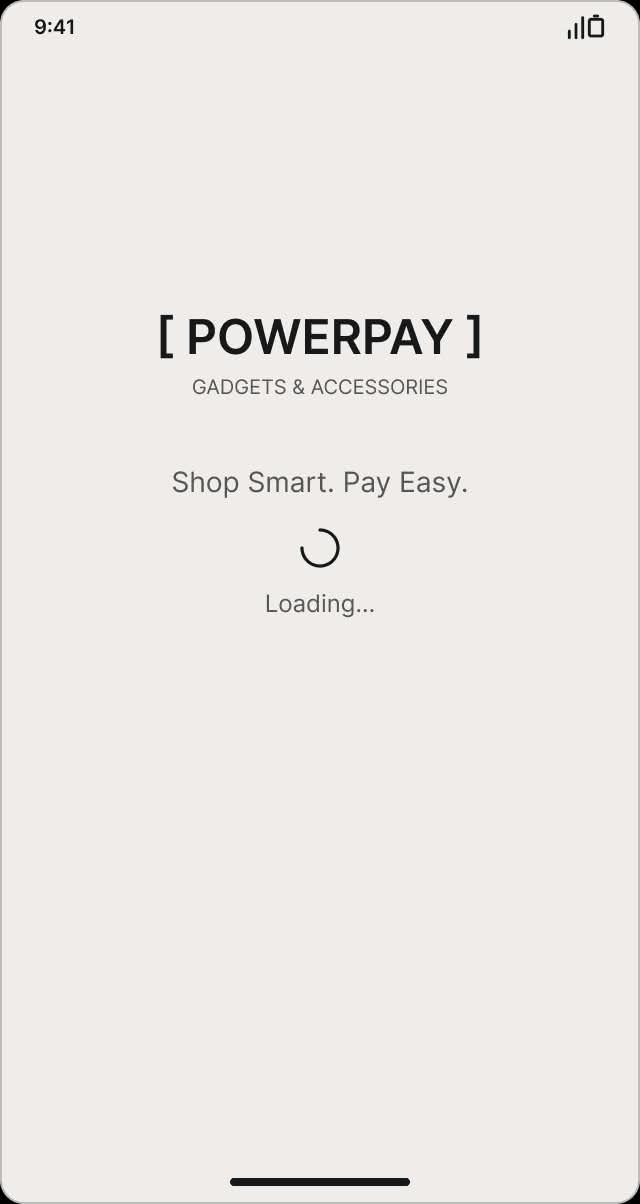 9:41
[ POWERPAY ]
GADGETS & ACCESSORIES
Shop Smart. Pay Easy.
Loading...